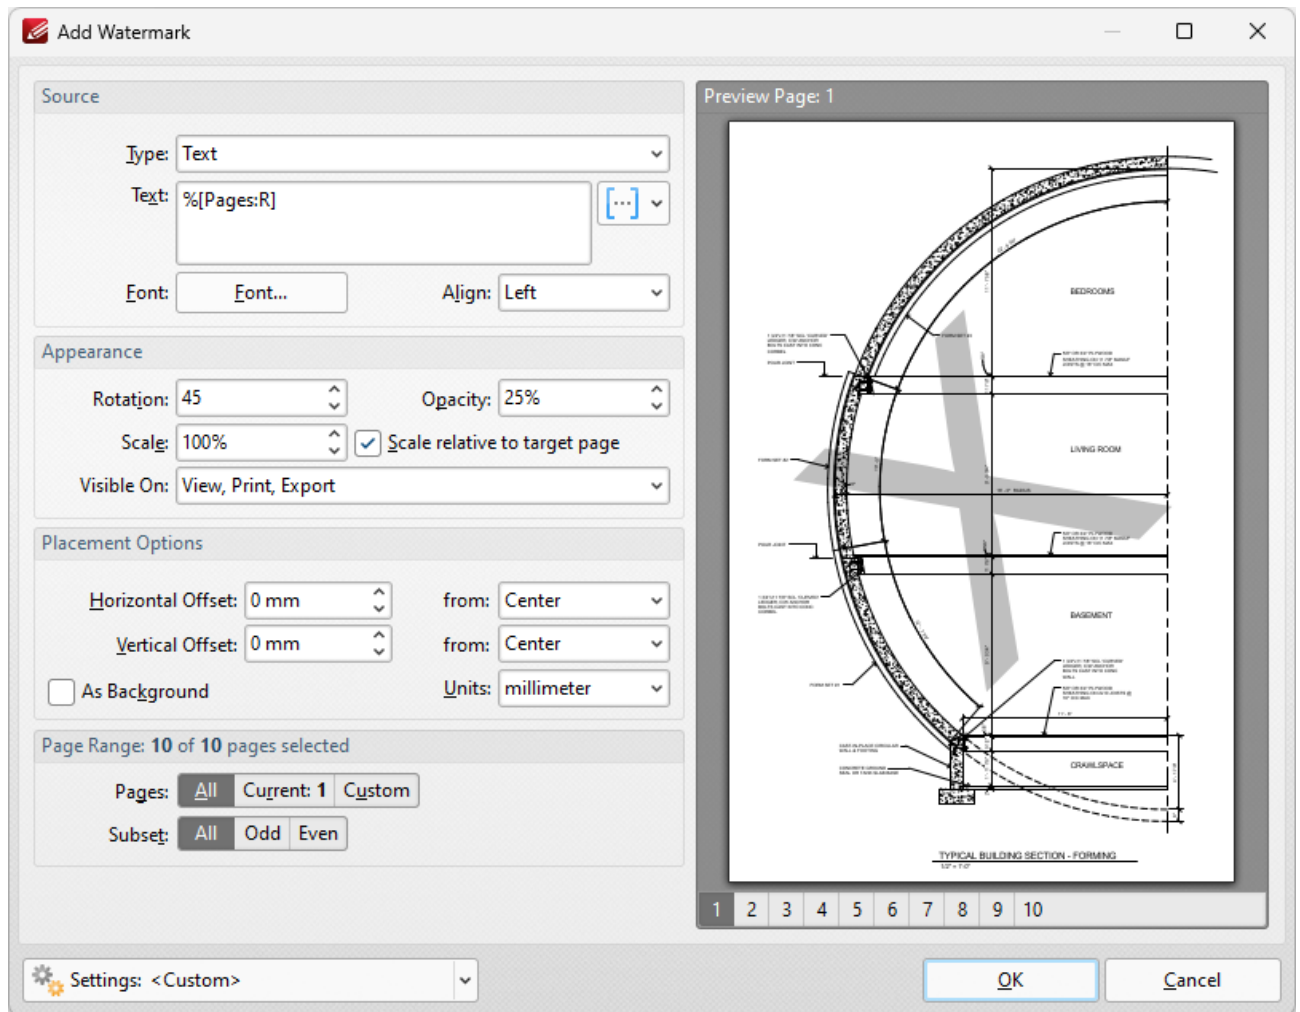 Add Watermark
Source
Type: Text
Text: %[Pages:R]
Font: Font... Align: Left
Appearance
Rotation: 45 Opacity: 25%
Scale: 100% Scale relative to target page
Visible On: View, Print, Export
Placement Options
Horizontal Offset: 0 mm from: Center
Vertical Offset: 0 mm from: Center
As Background Units: millimeter
Page Range: 10 of 10 pages selected
Pages: All Current: 1 Custom
Subset: All Odd Even
Preview Page: 1
BEDROOMS
LIVING ROOM
BASEMENT
CRAWLSPACE
TYPICAL BUILDING SECTION - FORMING
X
1 2 3 4 5 6 7 8 9 10
Settings: <Custom>
OK Cancel